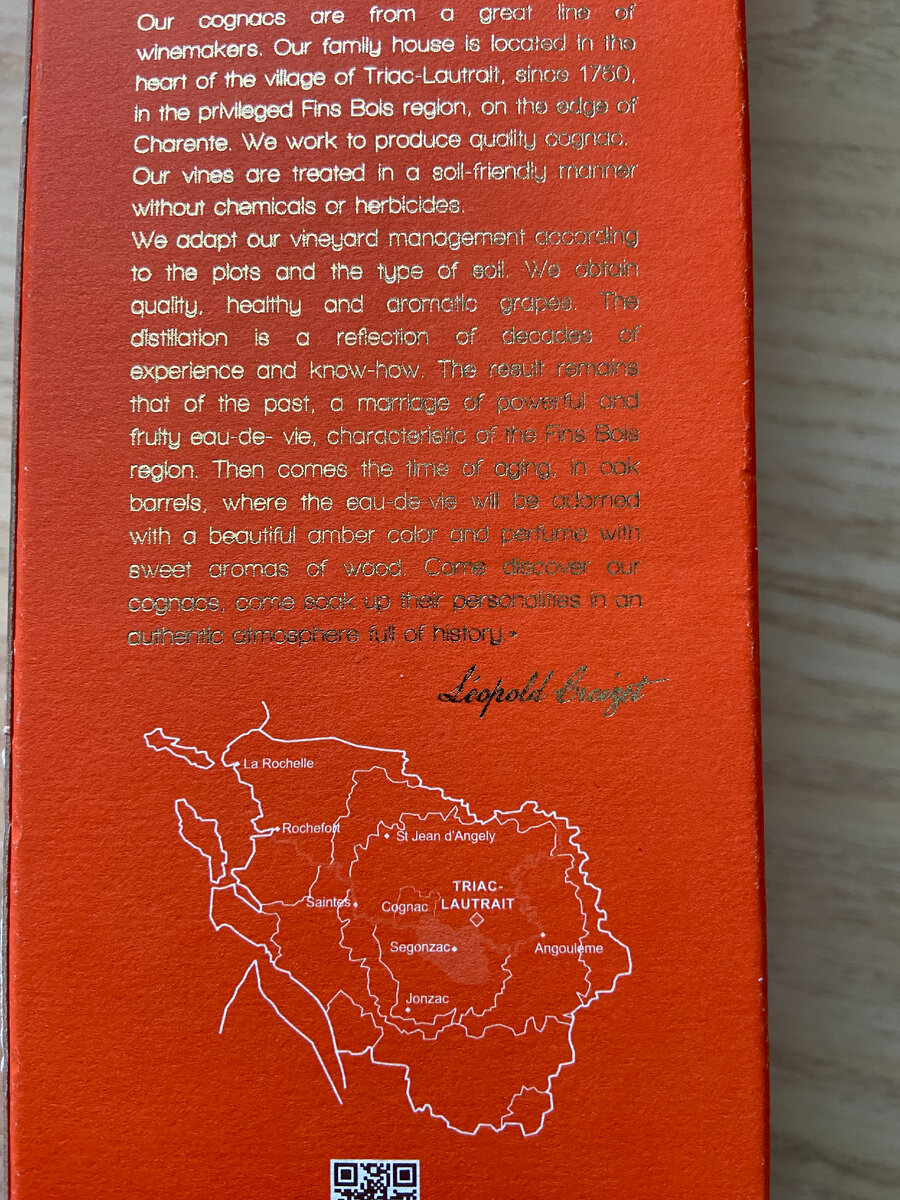 Our cognacs are from a great line of
winemakers. Our family house is located in the
heart of the village of Triac-Lautrait, since 1750,
in the privileged Fins Bois region, on the edge of
Charente. We work to produce quality cognac.
Our vines are treated in a soil-friendly manner
without chemicals or herbicides.
We adapt our vineyard management according
to the plots and the type of soil. We obtain
quality, healthy and aromatic grapes. The
distillation is a reflection of decades of
experience and know-how. The result remains
that of the past, a marriage of powerful and
fruity eau-de- vie, characteristic of the Fins Bois
region. Then comes the time of aging, in oak
barrels, where the eau-de-vie will be adorned
with a beautiful amber color and perfume with
sweet aromas of wood. Come discover our
cognacs, come soak up their personalities in an
authentic atmosphere full of history »
Léopold Croizet
La Rochelle
Rochefort
St Jean d'Angely
TRIAC-
LAUTRAIT
Saintes
Cognac
Segonzac
Angoulême
Jonzac